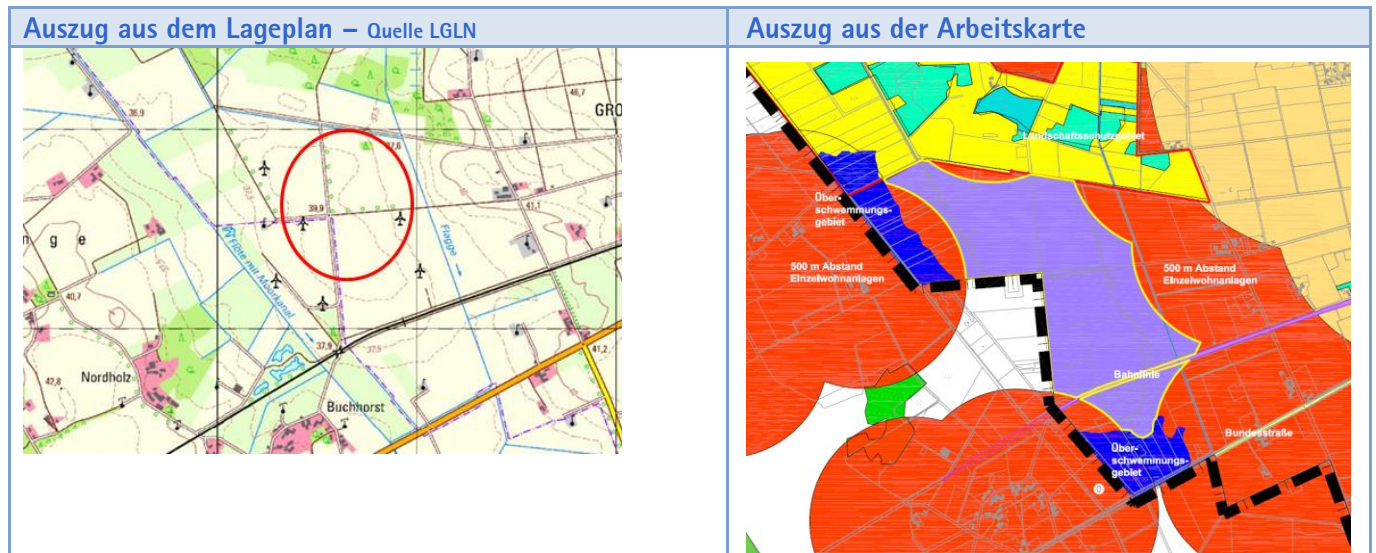 Auszug aus dem Lageplan – Quelle LGLN
Auszug aus der Arbeitskarte
46,7
GRO
38,9
37,6
39,9
41,1
n g e
Flöte mit Moorkanal
Flagge
40,7
37,9
37,5
41,2
Nordholz
42,8
Buchhorst
Landschaftsschutzgebiet
Über-
schwemmungs-
gebiet
500 m Abstand
Einzelwohnanlagen
500 m Abstand
Einzelwohnanlagen
Bahnlinie
Bundesstraße
Über-
schwemmungs-
gebiet